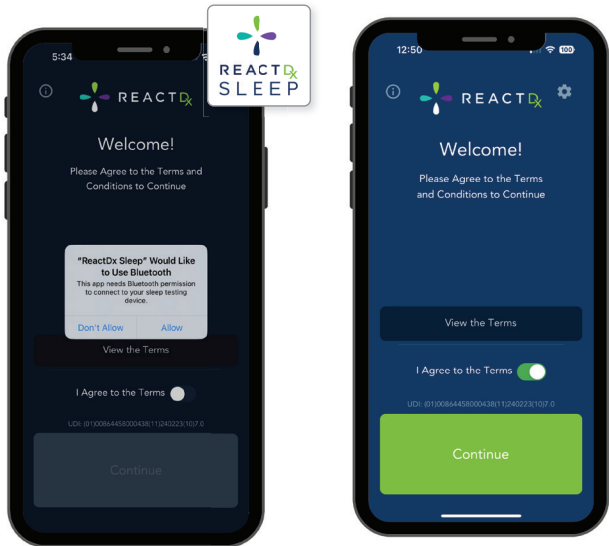 5:34
REACTDx
Welcome!
Please Agree to the Terms and
Conditions to Continue
"ReactDx Sleep" Would Like
to Use Bluetooth
This app needs Bluetooth permission
to connect to your sleep testing
device.
Don't Allow Allow
View the Terms
I Agree to the Terms
UDI: (01)00864458000438(11)240223(10)7.0
Continue
REACTDx
SLEEP
12:50
100
REACTDx
Welcome!
Please Agree to the Terms
and Conditions to Continue
View the Terms
I Agree to the Terms
UDI: (01)00864458000438(11)240223(10)7.0
Continue